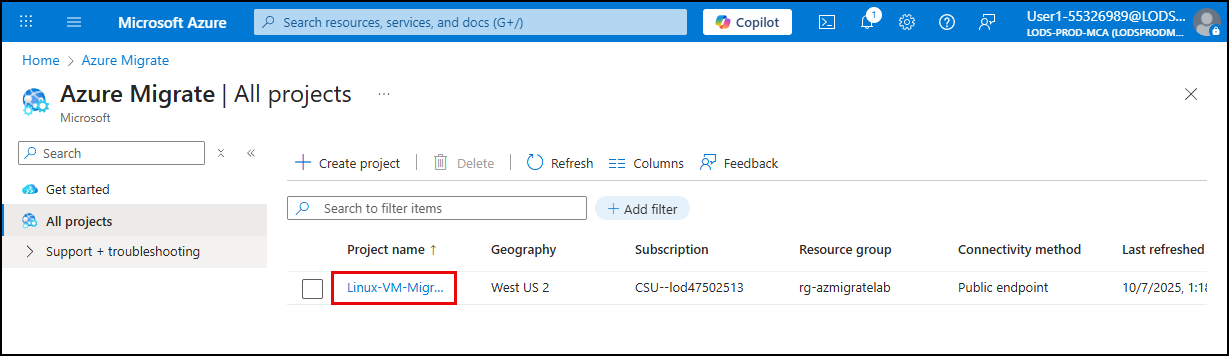 Microsoft Azure
Search resources, services, and docs (G+/)
Copilot
1
User1-55326989@LODS...
LODS-PROD-MCA (LODSPRODM...
Home > Azure Migrate
Azure Migrate | All projects ...
Microsoft
Search
Create project
Delete
Refresh
Columns
Feedback
Get started
All projects
Support + troubleshooting
Search to filter items
Add filter
Project name ↑ Geography Subscription Resource group Connectivity method Last refreshed
Linux-VM-Migr... West US 2 CSU--lod47502513 rg-azmigratelab Public endpoint 10/7/2025, 1:18